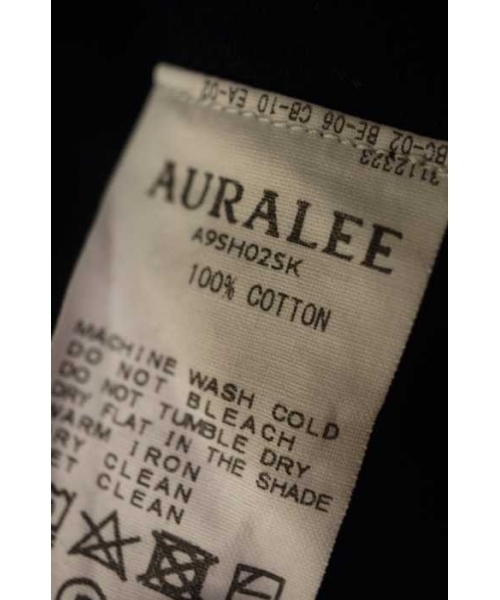 BC-02 BE-06 CB-10 EA-02
3112323
AURALEE
A9SH02SK
100% COTTON
MACHINE WASH COLD
DO NOT BLEACH
DO NOT TUMBLE DRY
DRY FLAT IN THE SHADE
WARM IRON
RY CLEAN
ET CLEAN